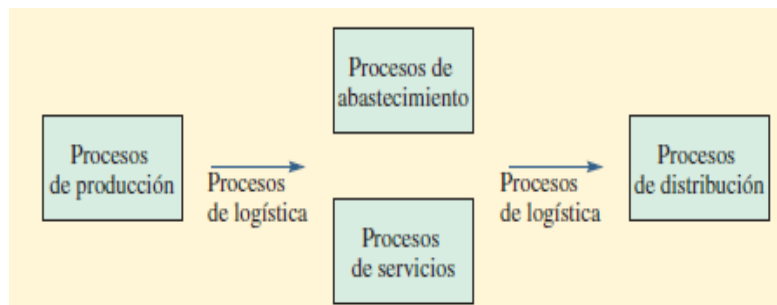 Procesos
de producción
Procesos
de logística
Procesos de
abastecimiento
Procesos
de servicios
Procesos
de logística
Procesos
de distribución